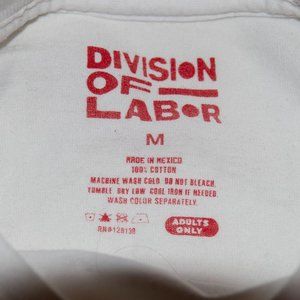 DIVISION
OF
LABOR
M
MADE IN MEXICO
100% COTTON
MACHINE WASH COLD. DO NOT BLEACH.
TUMBLE DRY LOW. COOL IRON IF NEEDED.
WASH COLOR SEPARATELY.
ADULTS
ONLY